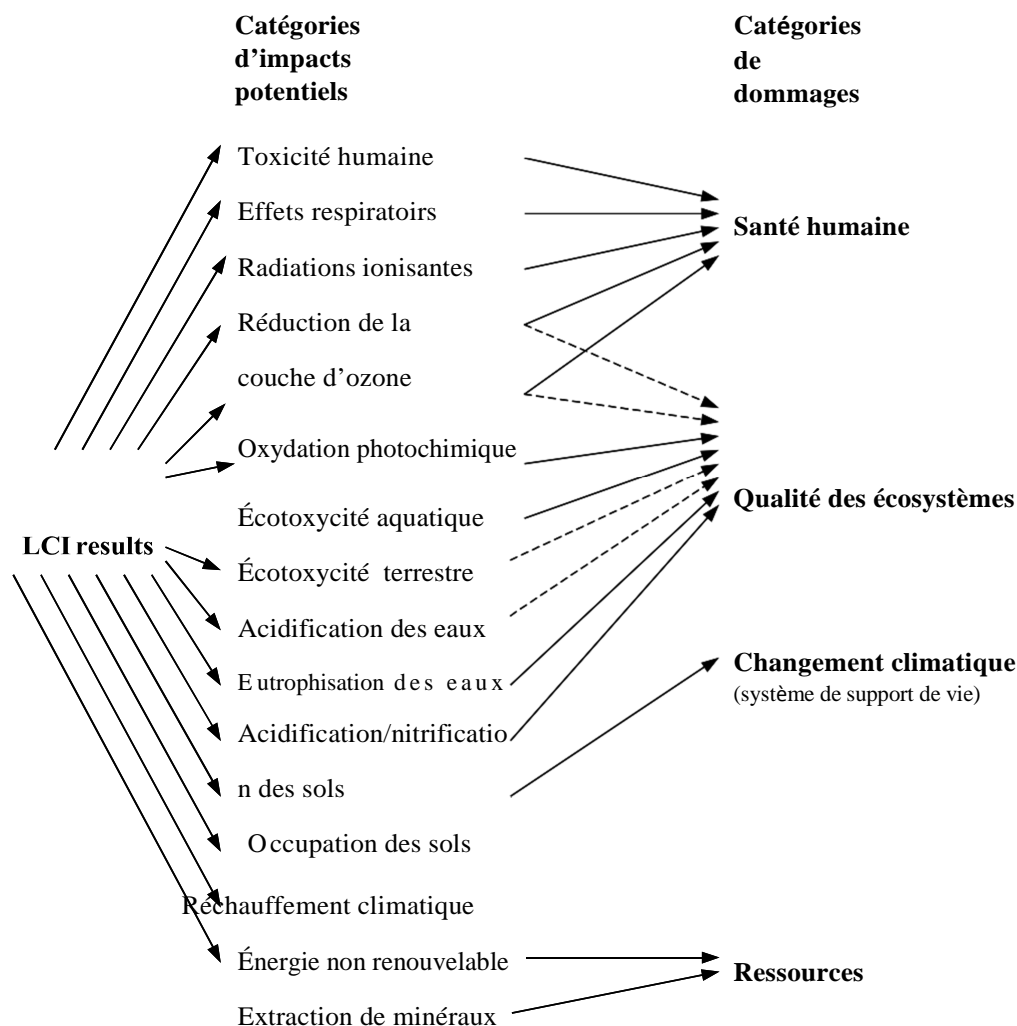 Catégories
d’impacts
potentiels
Catégories
de
dommages
Toxicité humaine
Effets respiratoirs
Radiations ionisantes
Réduction de la
couche d’ozone
Oxydation photochimique
Écotoxycité aquatique
LCI results
Écotoxycité terrestre
Acidification des eaux
Eutrophisation des eaux
Acidification/nitrificatio
n des sols
Occupation des sols
Réchauffement climatique
Énergie non renouvelable
Extraction de minéraux
Santé humaine
Qualité des écosystèmes
Changement climatique
(système de support de vie)
Ressources